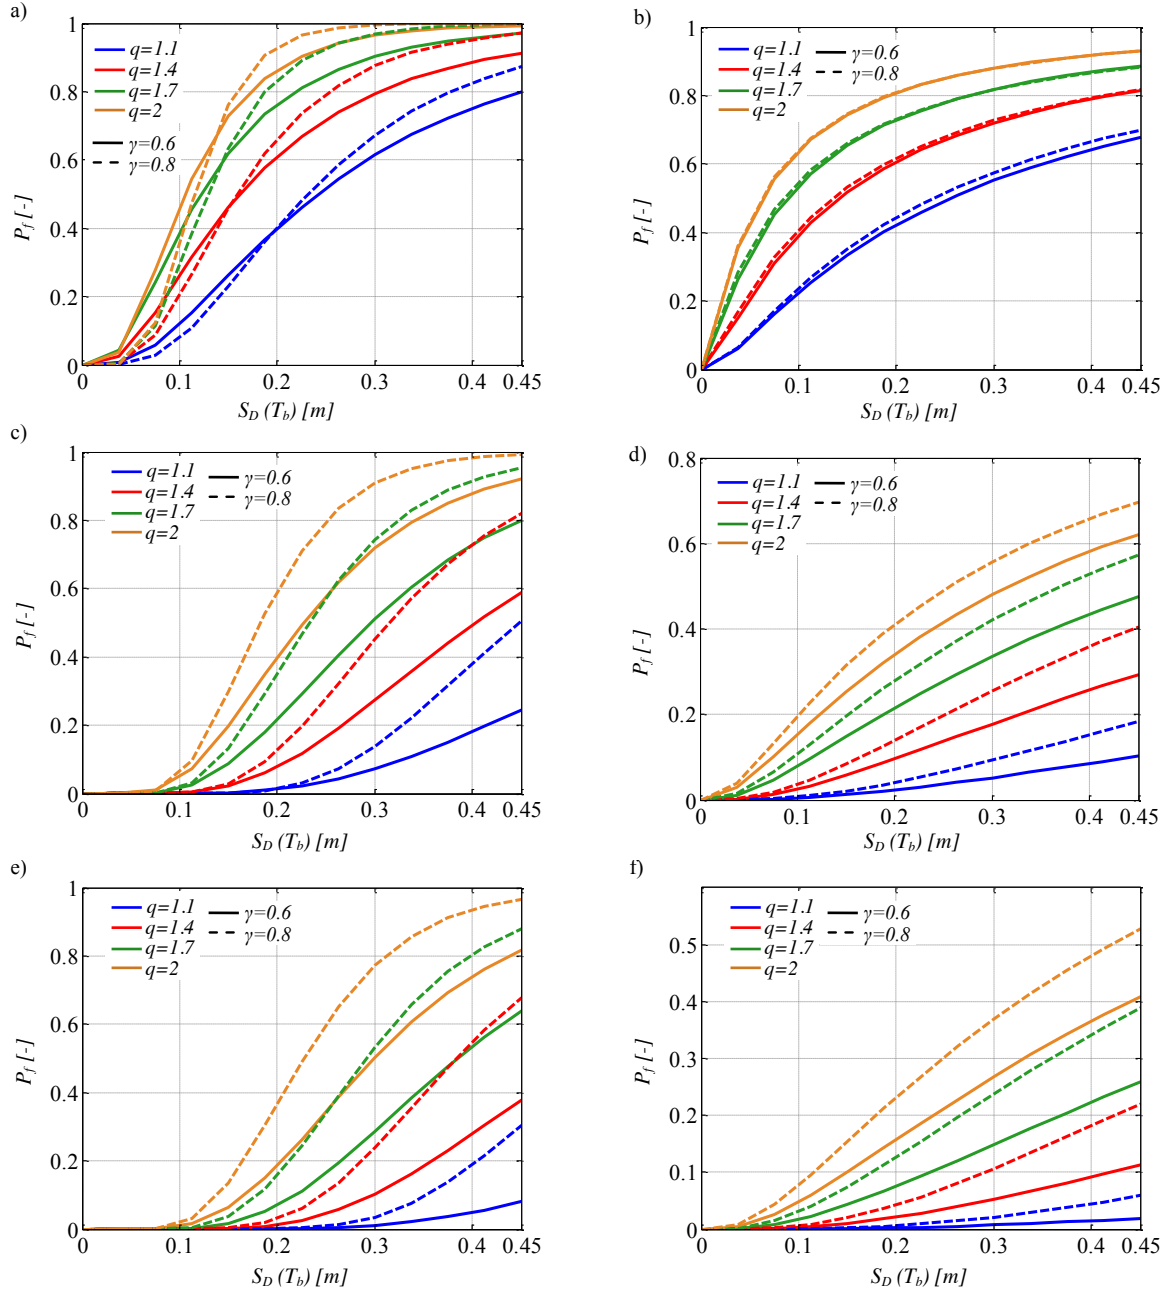 a)
1
0.8
0.6
0.4
0.2
0
q=1.1
q=1.4
q=1.7
q=2
γ=0.6
γ=0.8
P_f [-]
0 0.1 0.2 0.3 0.4 0.45
S_D (T_b) [m]
b)
1
0.8
0.6
0.4
0.2
0
q=1.1 γ=0.6
q=1.4 γ=0.8
q=1.7
q=2
P_f [-]
0 0.1 0.2 0.3 0.4 0.45
S_D (T_b) [m]
c)
1
0.8
0.6
0.4
0.2
0
q=1.1 γ=0.6
q=1.4 γ=0.8
q=1.7
q=2
P_f [-]
0 0.1 0.2 0.3 0.4 0.45
S_D (T_b) [m]
d)
0.8
0.6
0.4
0.2
0
q=1.1 γ=0.6
q=1.4 γ=0.8
q=1.7
q=2
P_f [-]
0 0.1 0.2 0.3 0.4 0.45
S_D (T_b) [m]
e)
1
0.8
0.6
0.4
0.2
0
q=1.1 γ=0.6
q=1.4 γ=0.8
q=1.7
q=2
P_f [-]
0 0.1 0.2 0.3 0.4 0.45
S_D (T_b) [m]
f)
0.5
0.4
0.3
0.2
0.1
0
q=1.1 γ=0.6
q=1.4 γ=0.8
q=1.7
q=2
P_f [-]
0 0.1 0.2 0.3 0.4 0.45
S_D (T_b) [m]